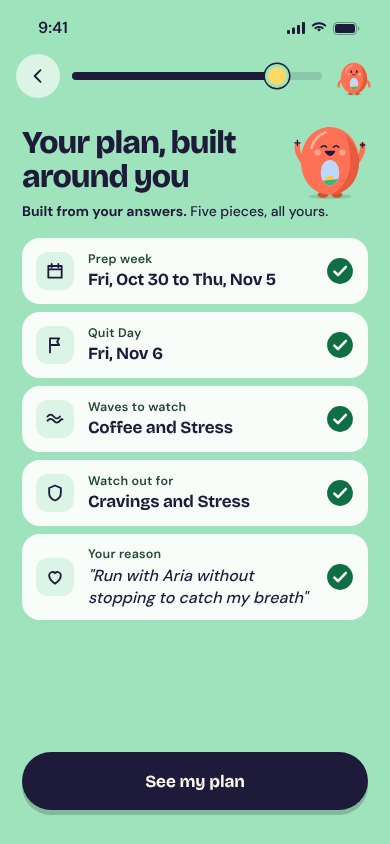 9:41
Your plan, built
around you
Built from your answers. Five pieces, all yours.
Prep week
Fri, Oct 30 to Thu, Nov 5
Quit Day
Fri, Nov 6
Waves to watch
Coffee and Stress
Watch out for
Cravings and Stress
Your reason
"Run with Aria without
stopping to catch my breath"
See my plan